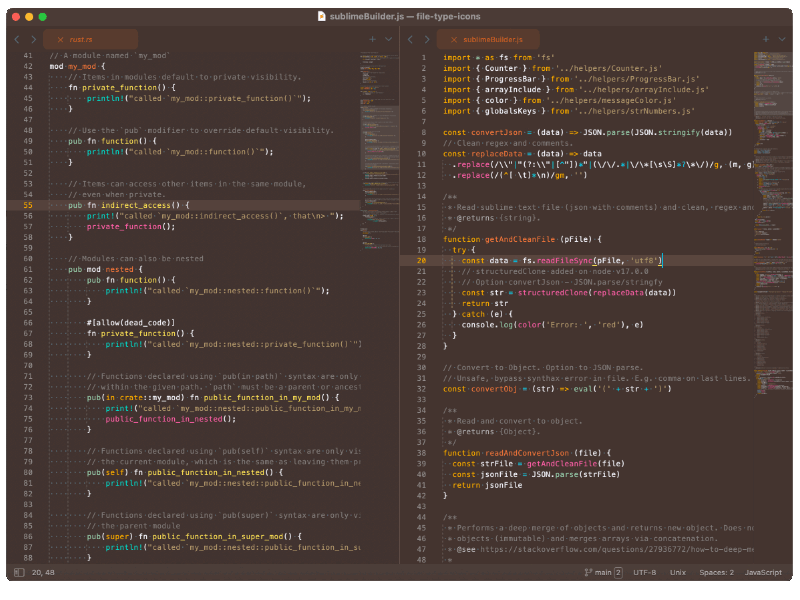 sublimeBuilder.js — file-type-icons
rust.rs
41 // A module named `my_mod`
42 mod my_mod {
43 // Items in modules default to private visibility.
44 fn private_function() {
45 println!("called `my_mod::private_function()`");
46 }
47
48 // Use the `pub` modifier to override default visibility.
49 pub fn function() {
50 println!("called `my_mod::function()`");
51 }
52
53 // Items can access other items in the same module,
54 // even when private.
55 pub fn indirect_access() {
56 print!("called `my_mod::indirect_access()`, that\n> ");
57 private_function();
58 }
59
60 // Modules can also be nested
61 pub mod nested {
62 pub fn function() {
63 println!("called `my_mod::nested::function()`");
64 }
65
66 #[allow(dead_code)]
67 fn private_function() {
68 println!("called `my_mod::nested::private_function()`"
69 }
70
71 // Functions declared using `pub(in path)` syntax are only
72 // within the given path. `path` must be a parent or ancest
73 pub(in crate::my_mod) fn public_function_in_my_mod() {
74 print!("called `my_mod::nested::public_function_in_my_m
75 public_function_in_nested();
76 }
77
78 // Functions declared using `pub(self)` syntax are only vis
79 // the current module, which is the same as leaving them pr
80 pub(self) fn public_function_in_nested() {
81 println!("called `my_mod::nested::public_function_in_ne
82 }
83
84 // Functions declared using `pub(super)` syntax are only vi
85 // the parent module
86 pub(super) fn public_function_in_super_mod() {
87 println!("called `my_mod::nested::public_function_in_su
88 }
sublimeBuilder.js
1 import * as fs from 'fs'
2 import { Counter } from '../helpers/Counter.js'
3 import { ProgressBar } from '../helpers/ProgressBar.js'
4 import { arrayInclude } from '../helpers/arrayInclude.js'
5 import { color } from '../helpers/messageColor.js'
6 import { globalsKeys } from '../helpers/strNumbers.js'
7
8 const convertJson = (data) => JSON.parse(JSON.stringify(data))
9 // Clean regex and comments.
10 const replaceData = (data) => data
11 .replace(/\\"|"(?:\\"|[^"])*"|(\/\/.*|\/\*[\s\S]*?\*\/)/g, (m, g)
12 .replace(/(^[ \t]*\n)/gm, '')
13
14 /**
15 * Read sublime text file (json with comments) and clean, regex and
16 * @returns {string}.
17 */
18 function getAndCleanFile (pFile) {
19 try {
20 const data = fs.readFileSync(pFile, 'utf8')
21 // structuredClone added on node v17.0.0
22 // Option convertJson - JSON.parse/stringfy
23 const str = structuredClone(replaceData(data))
24 return str
25 } catch (e) {
26 console.log(color('Error: ', 'red'), e)
27 }
28 }
29
30 // Convert to Object. Option to JSON-parse.
31 // Unsafe, bypass synthax error in file. E.g. comma on last lines.
32 const convertObj = (str) => eval('(' + str + ')')
33
34 /**
35 * Read and convert to object.
36 * @returns {Object}.
37 */
38 function readAndConvertJson (file) {
39 const strFile = getAndCleanFile(file)
40 const jsonFile = JSON.parse(strFile)
41 return jsonFile
42 }
43
44 /**
45 * Performs a deep merge of objects and returns new object. Does no
46 * objects (immutable) and merges arrays via concatenation.
47 * @see https://stackoverflow.com/questions/27936772/how-to-deep-m
48 *
20, 48
main 2 UTF-8 Unix Spaces: 2 JavaScript